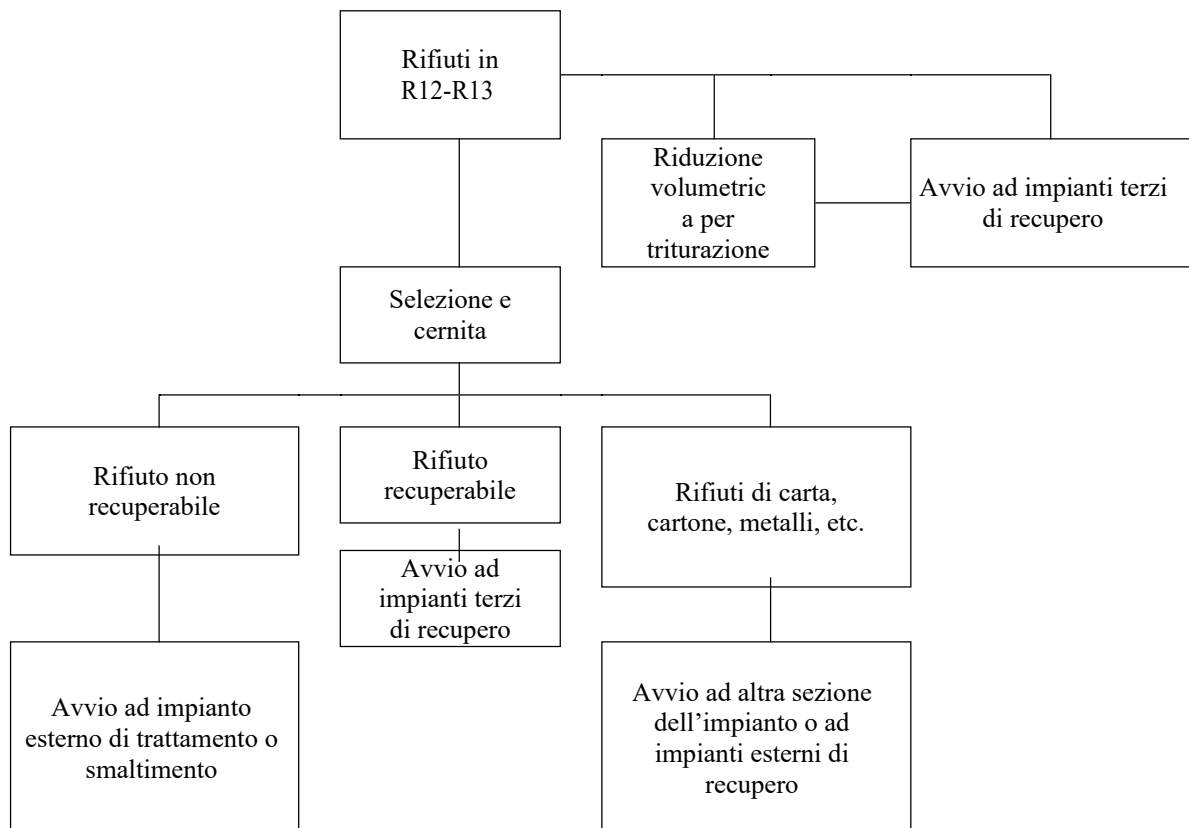 Rifiuti in
R12-R13
Riduzione
volumetric
a per
triturazione
Avvio ad impianti terzi
di recupero
Selezione e
cernita
Rifiuto non
recuperabile
Rifiuto
recuperabile
Rifiuti di carta,
cartone, metalli, etc.
Avvio ad
impianti terzi
di recupero
Avvio ad impianto
esterno di trattamento o
smaltimento
Avvio ad altra sezione
dell’impianto o ad
impianti esterni di
recupero